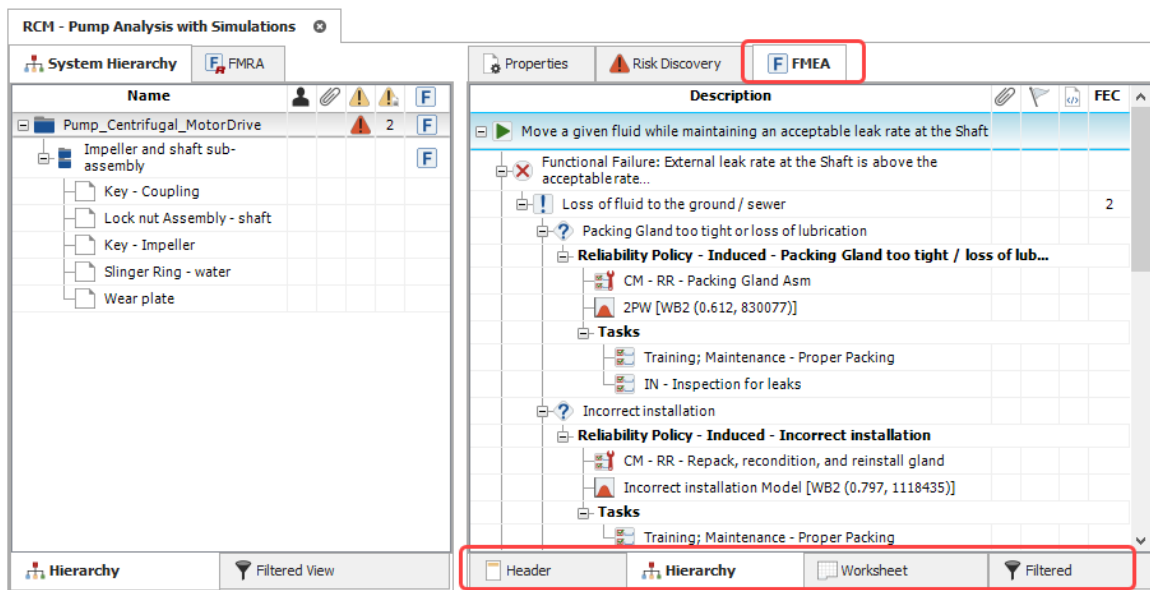 RCM - Pump Analysis with Simulations
System Hierarchy
FMRA
Name
F
Pump_Centrifugal_MotorDrive
2
F
Impeller and shaft sub-
assembly
F
Key - Coupling
Lock nut Assembly - shaft
Key - Impeller
Slinger Ring - water
Wear plate
Hierarchy
Filtered View
Properties
Risk Discovery
F FMEA
Description
FEC
Move a given fluid while maintaining an acceptable leak rate at the Shaft
Functional Failure: External leak rate at the Shaft is above the
acceptable rate...
Loss of fluid to the ground / sewer
2
Packing Gland too tight or loss of lubrication
Reliability Policy - Induced - Packing Gland too tight / loss of lub...
CM - RR - Packing Gland Asm
2PW [WB2 (0.612, 830077)]
Tasks
Training; Maintenance - Proper Packing
IN - Inspection for leaks
Incorrect installation
Reliability Policy - Induced - Incorrect installation
CM - RR - Repack, recondition, and reinstall gland
Incorrect installation Model [WB2 (0.797, 1118435)]
Tasks
Training; Maintenance - Proper Packing
Header
Hierarchy
Worksheet
Filtered